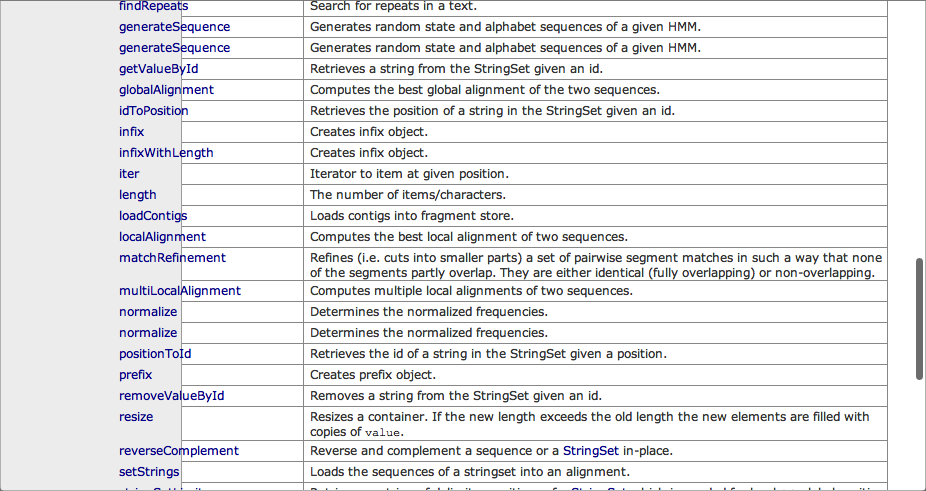 findRepeats Search for repeats in a text.
generateSequence Generates random state and alphabet sequences of a given HMM.
generateSequence Generates random state and alphabet sequences of a given HMM.
getValueById Retrieves a string from the StringSet given an id.
globalAlignment Computes the best global alignment of the two sequences.
idToPosition Retrieves the position of a string in the StringSet given an id.
infix Creates infix object.
infixWithLength Creates infix object.
iter Iterator to item at given position.
length The number of items/characters.
loadContigs Loads contigs into fragment store.
localAlignment Computes the best local alignment of two sequences.
matchRefinement Refines (i.e. cuts into smaller parts) a set of pairwise segment matches in such a way that none
of the segments partly overlap. They are either identical (fully overlapping) or non-overlapping.
multiLocalAlignment Computes multiple local alignments of two sequences.
normalize Determines the normalized frequencies.
normalize Determines the normalized frequencies.
positionToId Retrieves the id of a string in the StringSet given a position.
prefix Creates prefix object.
removeValueById Removes a string from the StringSet given an id.
resize Resizes a container. If the new length exceeds the old length the new elements are filled with
copies of value.
reverseComplement Reverse and complement a sequence or a StringSet in-place.
setStrings Loads the sequences of a stringset into an alignment.